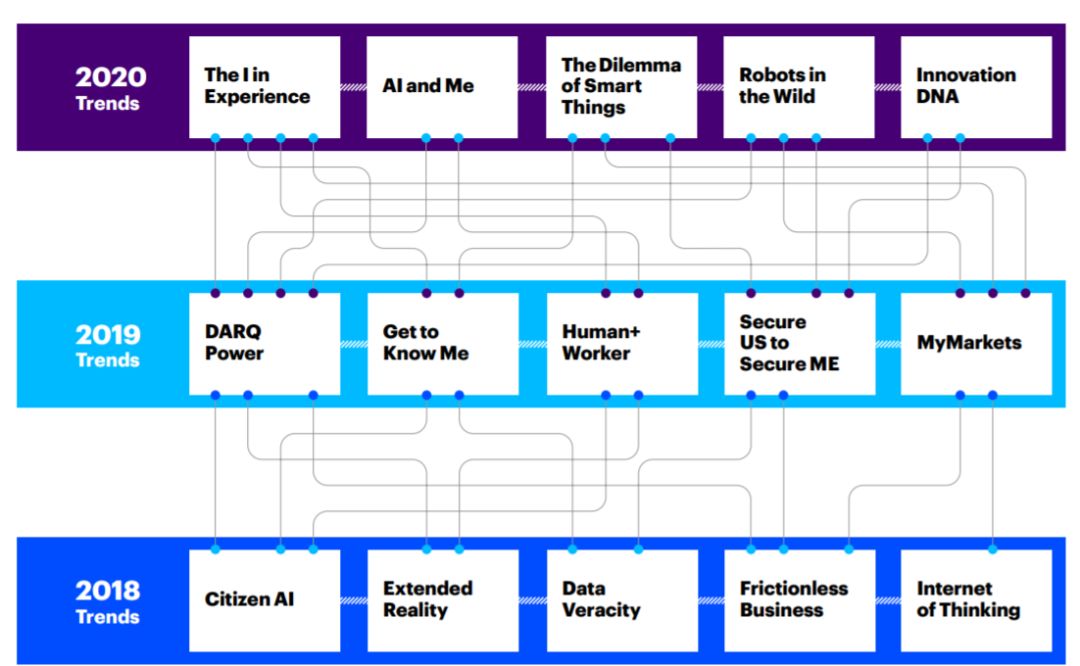 2020
Trends
The I in
Experience
AI and Me
The Dilemma
of Smart
Things
Robots in
the Wild
Innovation
DNA
2019
Trends
DARQ
Power
Get to
Know Me
Human+
Worker
Secure
US to
Secure ME
MyMarkets
2018
Trends
Citizen AI
Extended
Reality
Data
Veracity
Frictionless
Business
Internet
of Thinking